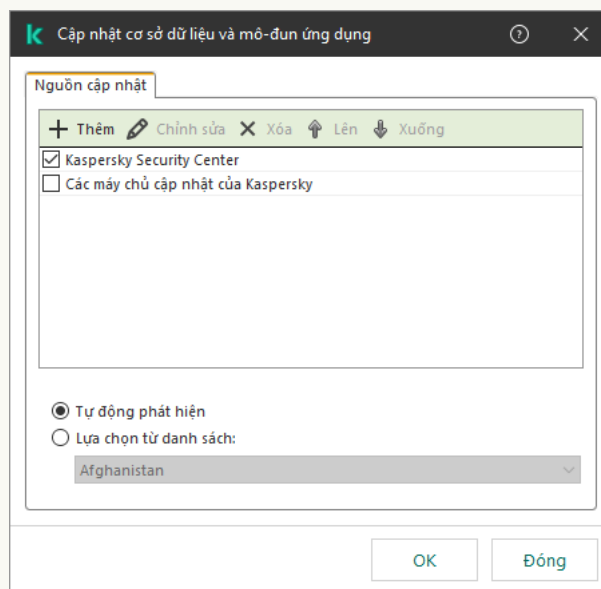 Cập nhật cơ sở dữ liệu và mô-đun ứng dụng
Nguồn cập nhật
Thêm Chỉnh sửa Xóa Lên Xuống
Kaspersky Security Center
Các máy chủ cập nhật của Kaspersky
Tự động phát hiện
Lựa chọn từ danh sách:
Afghanistan
OK Đóng